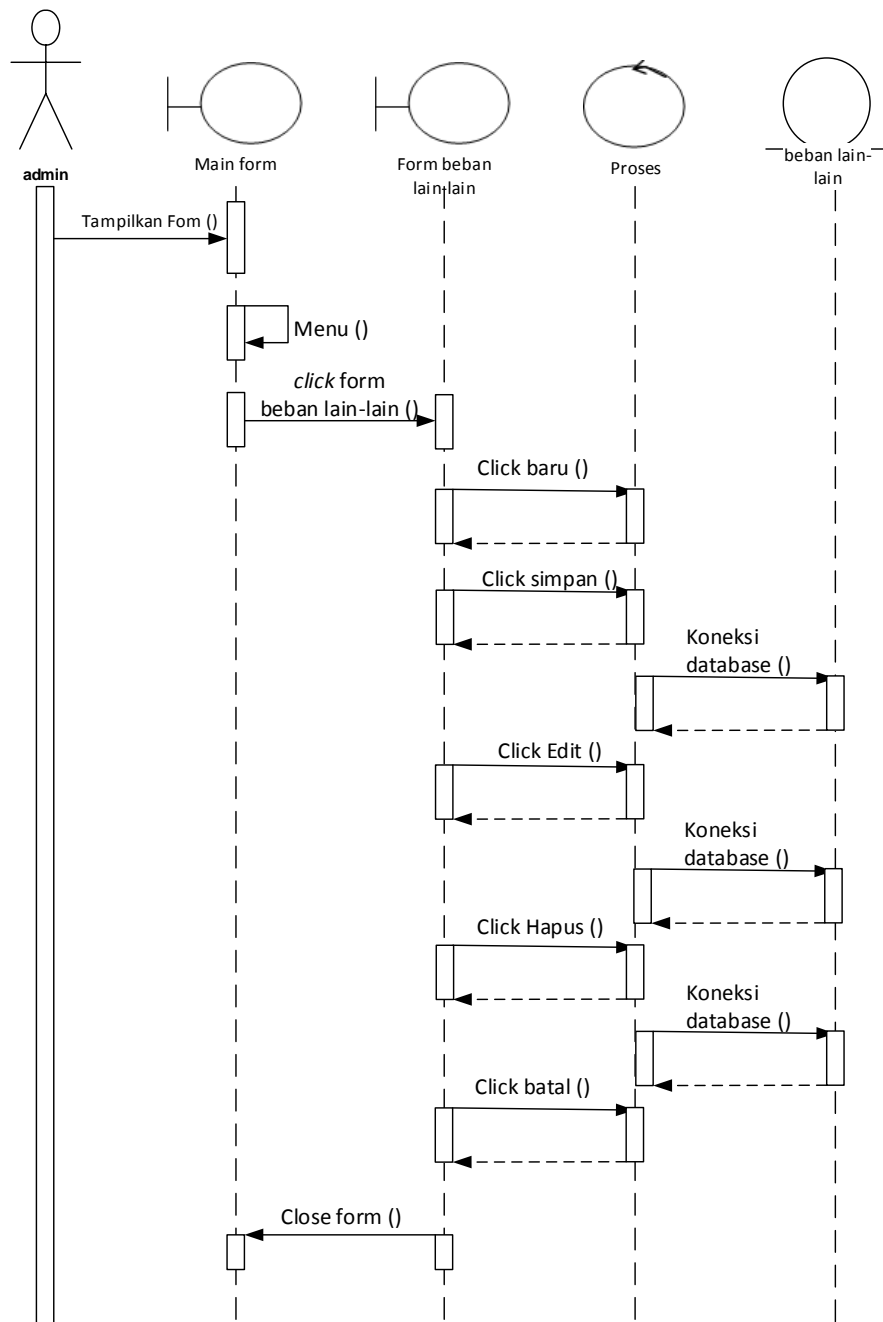 admin
Main form
Form beban
lain-lain
Proses
beban lain-
lain
Tampilkan Fom ()
Menu ()
click form
beban lain-lain ()
Click baru ()
Click simpan ()
Koneksi
database ()
Click Edit ()
Koneksi
database ()
Click Hapus ()
Koneksi
database ()
Click batal ()
Close form ()